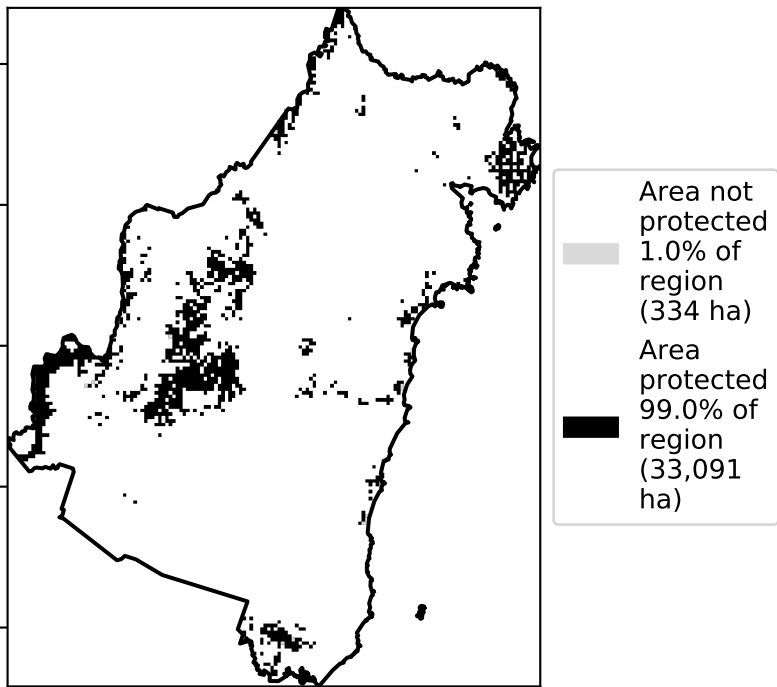 Area not
protected
1.0% of
region
(334 ha)
Area
protected
99.0% of
region
(33,091
ha)